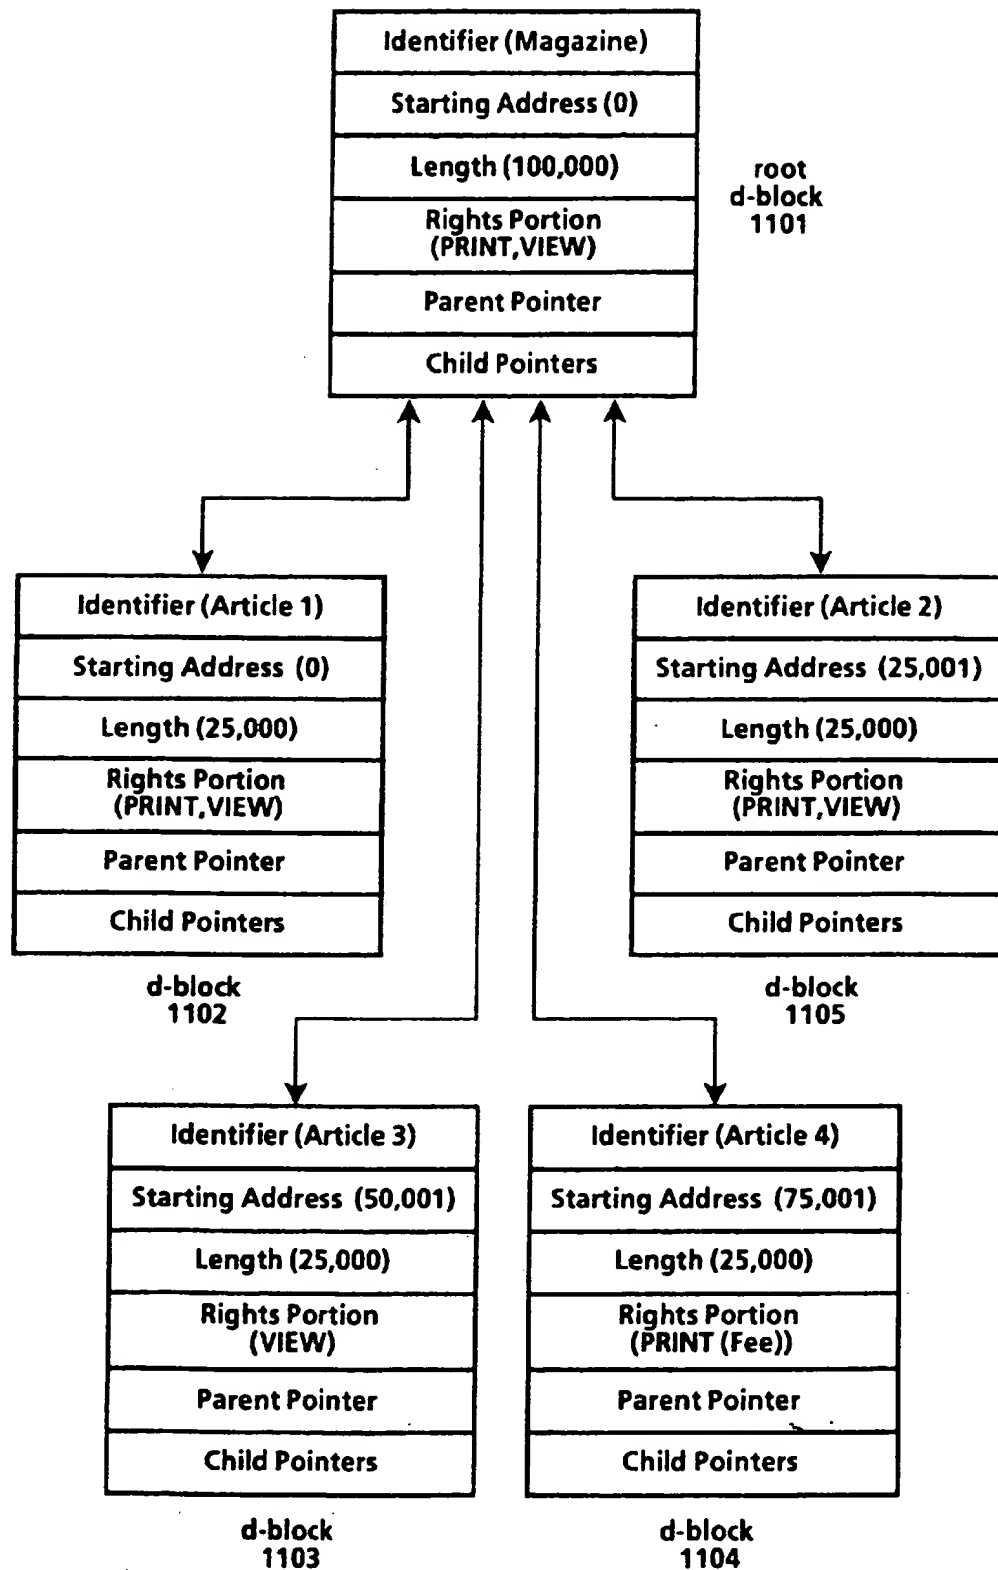 Identifier (Magazine)
Starting Address (0)
Length (100,000)
Rights Portion
(PRINT,VIEW)
Parent Pointer
Child Pointers
root
d-block
1101
Identifier (Article 1)
Starting Address (0)
Length (25,000)
Rights Portion
(PRINT,VIEW)
Parent Pointer
Child Pointers
d-block
1102
Identifier (Article 2)
Starting Address (25,001)
Length (25,000)
Rights Portion
(PRINT,VIEW)
Parent Pointer
Child Pointers
d-block
1105
Identifier (Article 3)
Starting Address (50,001)
Length (25,000)
Rights Portion
(VIEW)
Parent Pointer
Child Pointers
d-block
1103
Identifier (Article 4)
Starting Address (75,001)
Length (25,000)
Rights Portion
(PRINT (Fee))
Parent Pointer
Child Pointers
d-block
1104